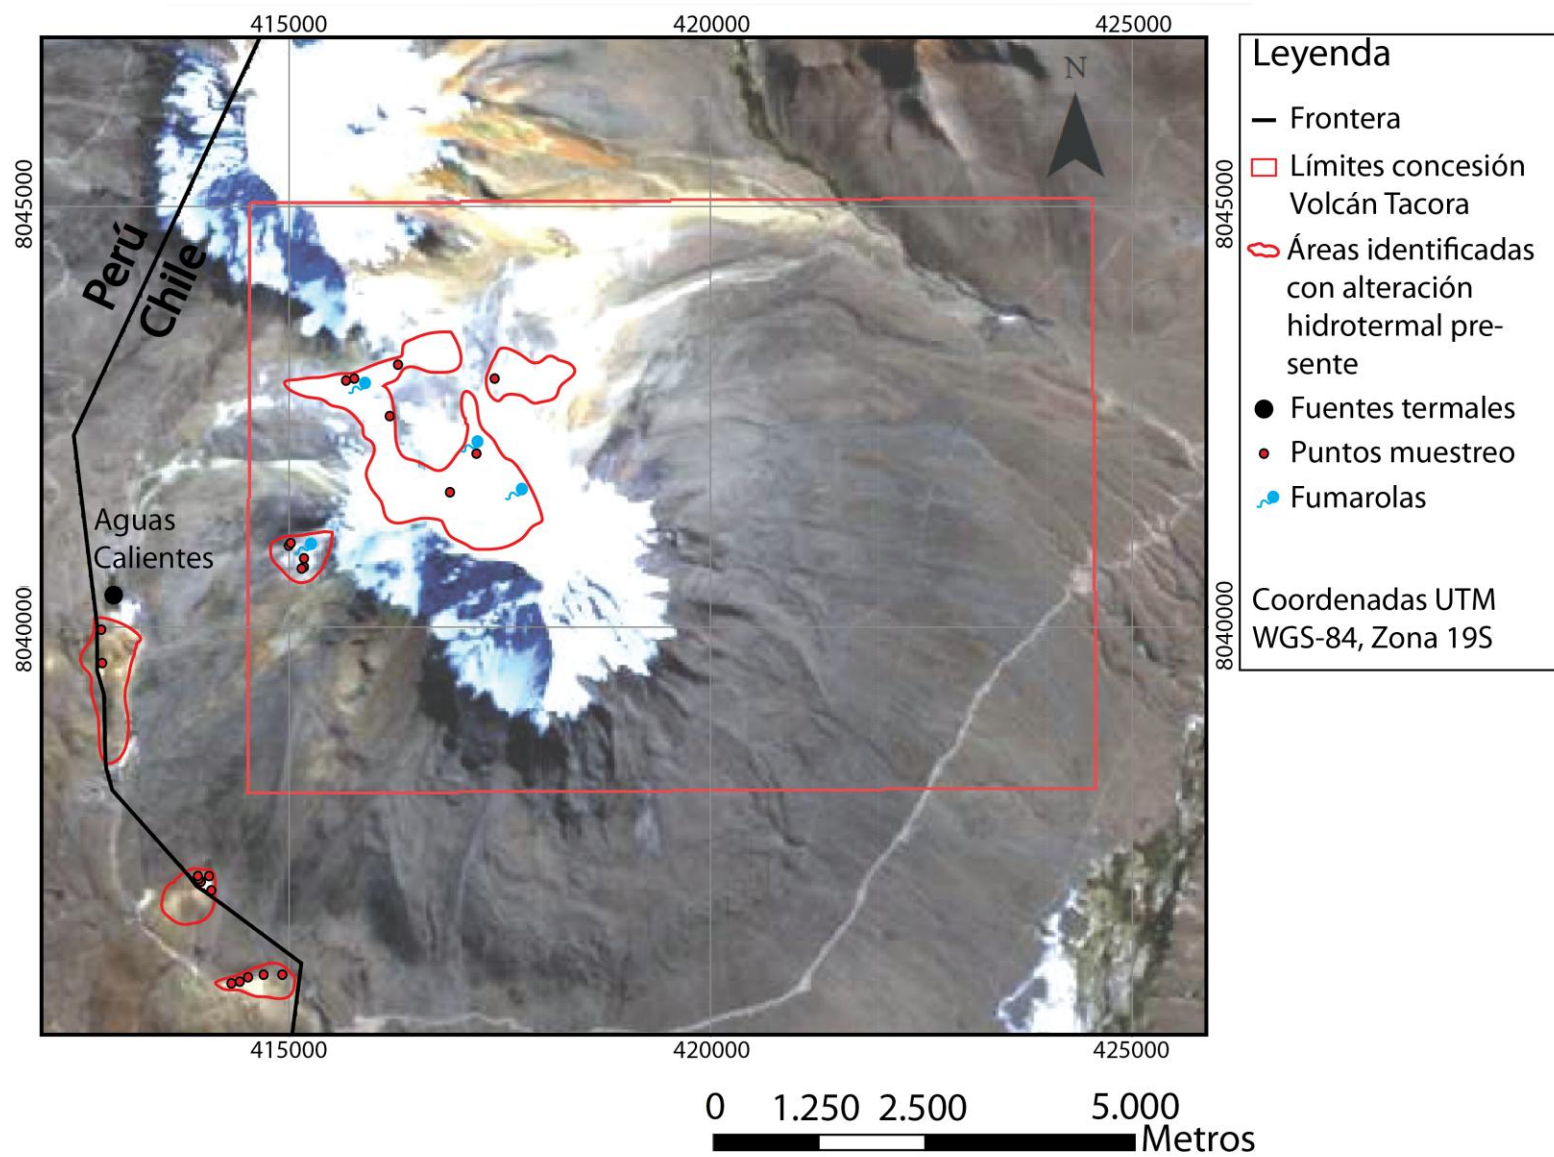 415000
420000
425000
8045000
8040000
8045000
8040000
N
Perú
Chile
Aguas
Calientes
415000
420000
425000
0
1.250
2.500
5.000
Metros
Leyenda
Frontera
Límites concesión
Volcán Tacora
Áreas identificadas
con alteración
hidrotermal pre-
sente
Fuentes termales
Puntos muestreo
Fumarolas
Coordenadas UTM
WGS-84, Zona 19S